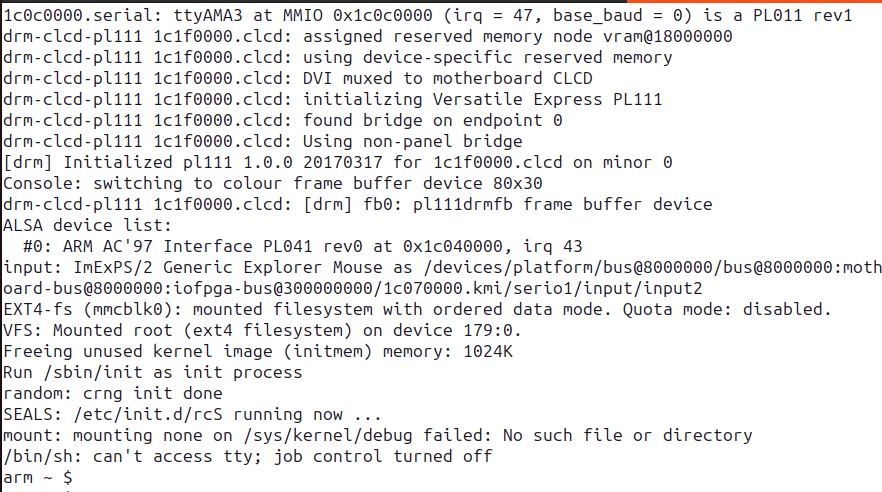 1c0c0000.serial: ttyAMA3 at MMIO 0x1c0c0000 (irq = 47, base_baud = 0) is a PL011 rev1
drm-clcd-pl111 1c1f0000.clcd: assigned reserved memory node vram@18000000
drm-clcd-pl111 1c1f0000.clcd: using device-specific reserved memory
drm-clcd-pl111 1c1f0000.clcd: DVI muxed to motherboard CLCD
drm-clcd-pl111 1c1f0000.clcd: initializing Versatile Express PL111
drm-clcd-pl111 1c1f0000.clcd: found bridge on endpoint 0
drm-clcd-pl111 1c1f0000.clcd: Using non-panel bridge
[drm] Initialized pl111 1.0.0 20170317 for 1c1f0000.clcd on minor 0
Console: switching to colour frame buffer device 80x30
drm-clcd-pl111 1c1f0000.clcd: [drm] fb0: pl111drmfb frame buffer device
ALSA device list:
  #0: ARM AC'97 Interface PL041 rev0 at 0x1c040000, irq 43
input: ImExPS/2 Generic Explorer Mouse as /devices/platform/bus@8000000/bus@8000000:moth
oard-bus@8000000:iofpga-bus@300000000/1c070000.kmi/serio1/input/input2
EXT4-fs (mmcblk0): mounted filesystem with ordered data mode. Quota mode: disabled.
VFS: Mounted root (ext4 filesystem) on device 179:0.
Freeing unused kernel image (initmem) memory: 1024K
Run /sbin/init as init process
random: crng init done
SEALS: /etc/init.d/rcS running now ...
mount: mounting none on /sys/kernel/debug failed: No such file or directory
/bin/sh: can't access tty; job control turned off
arm ~ $